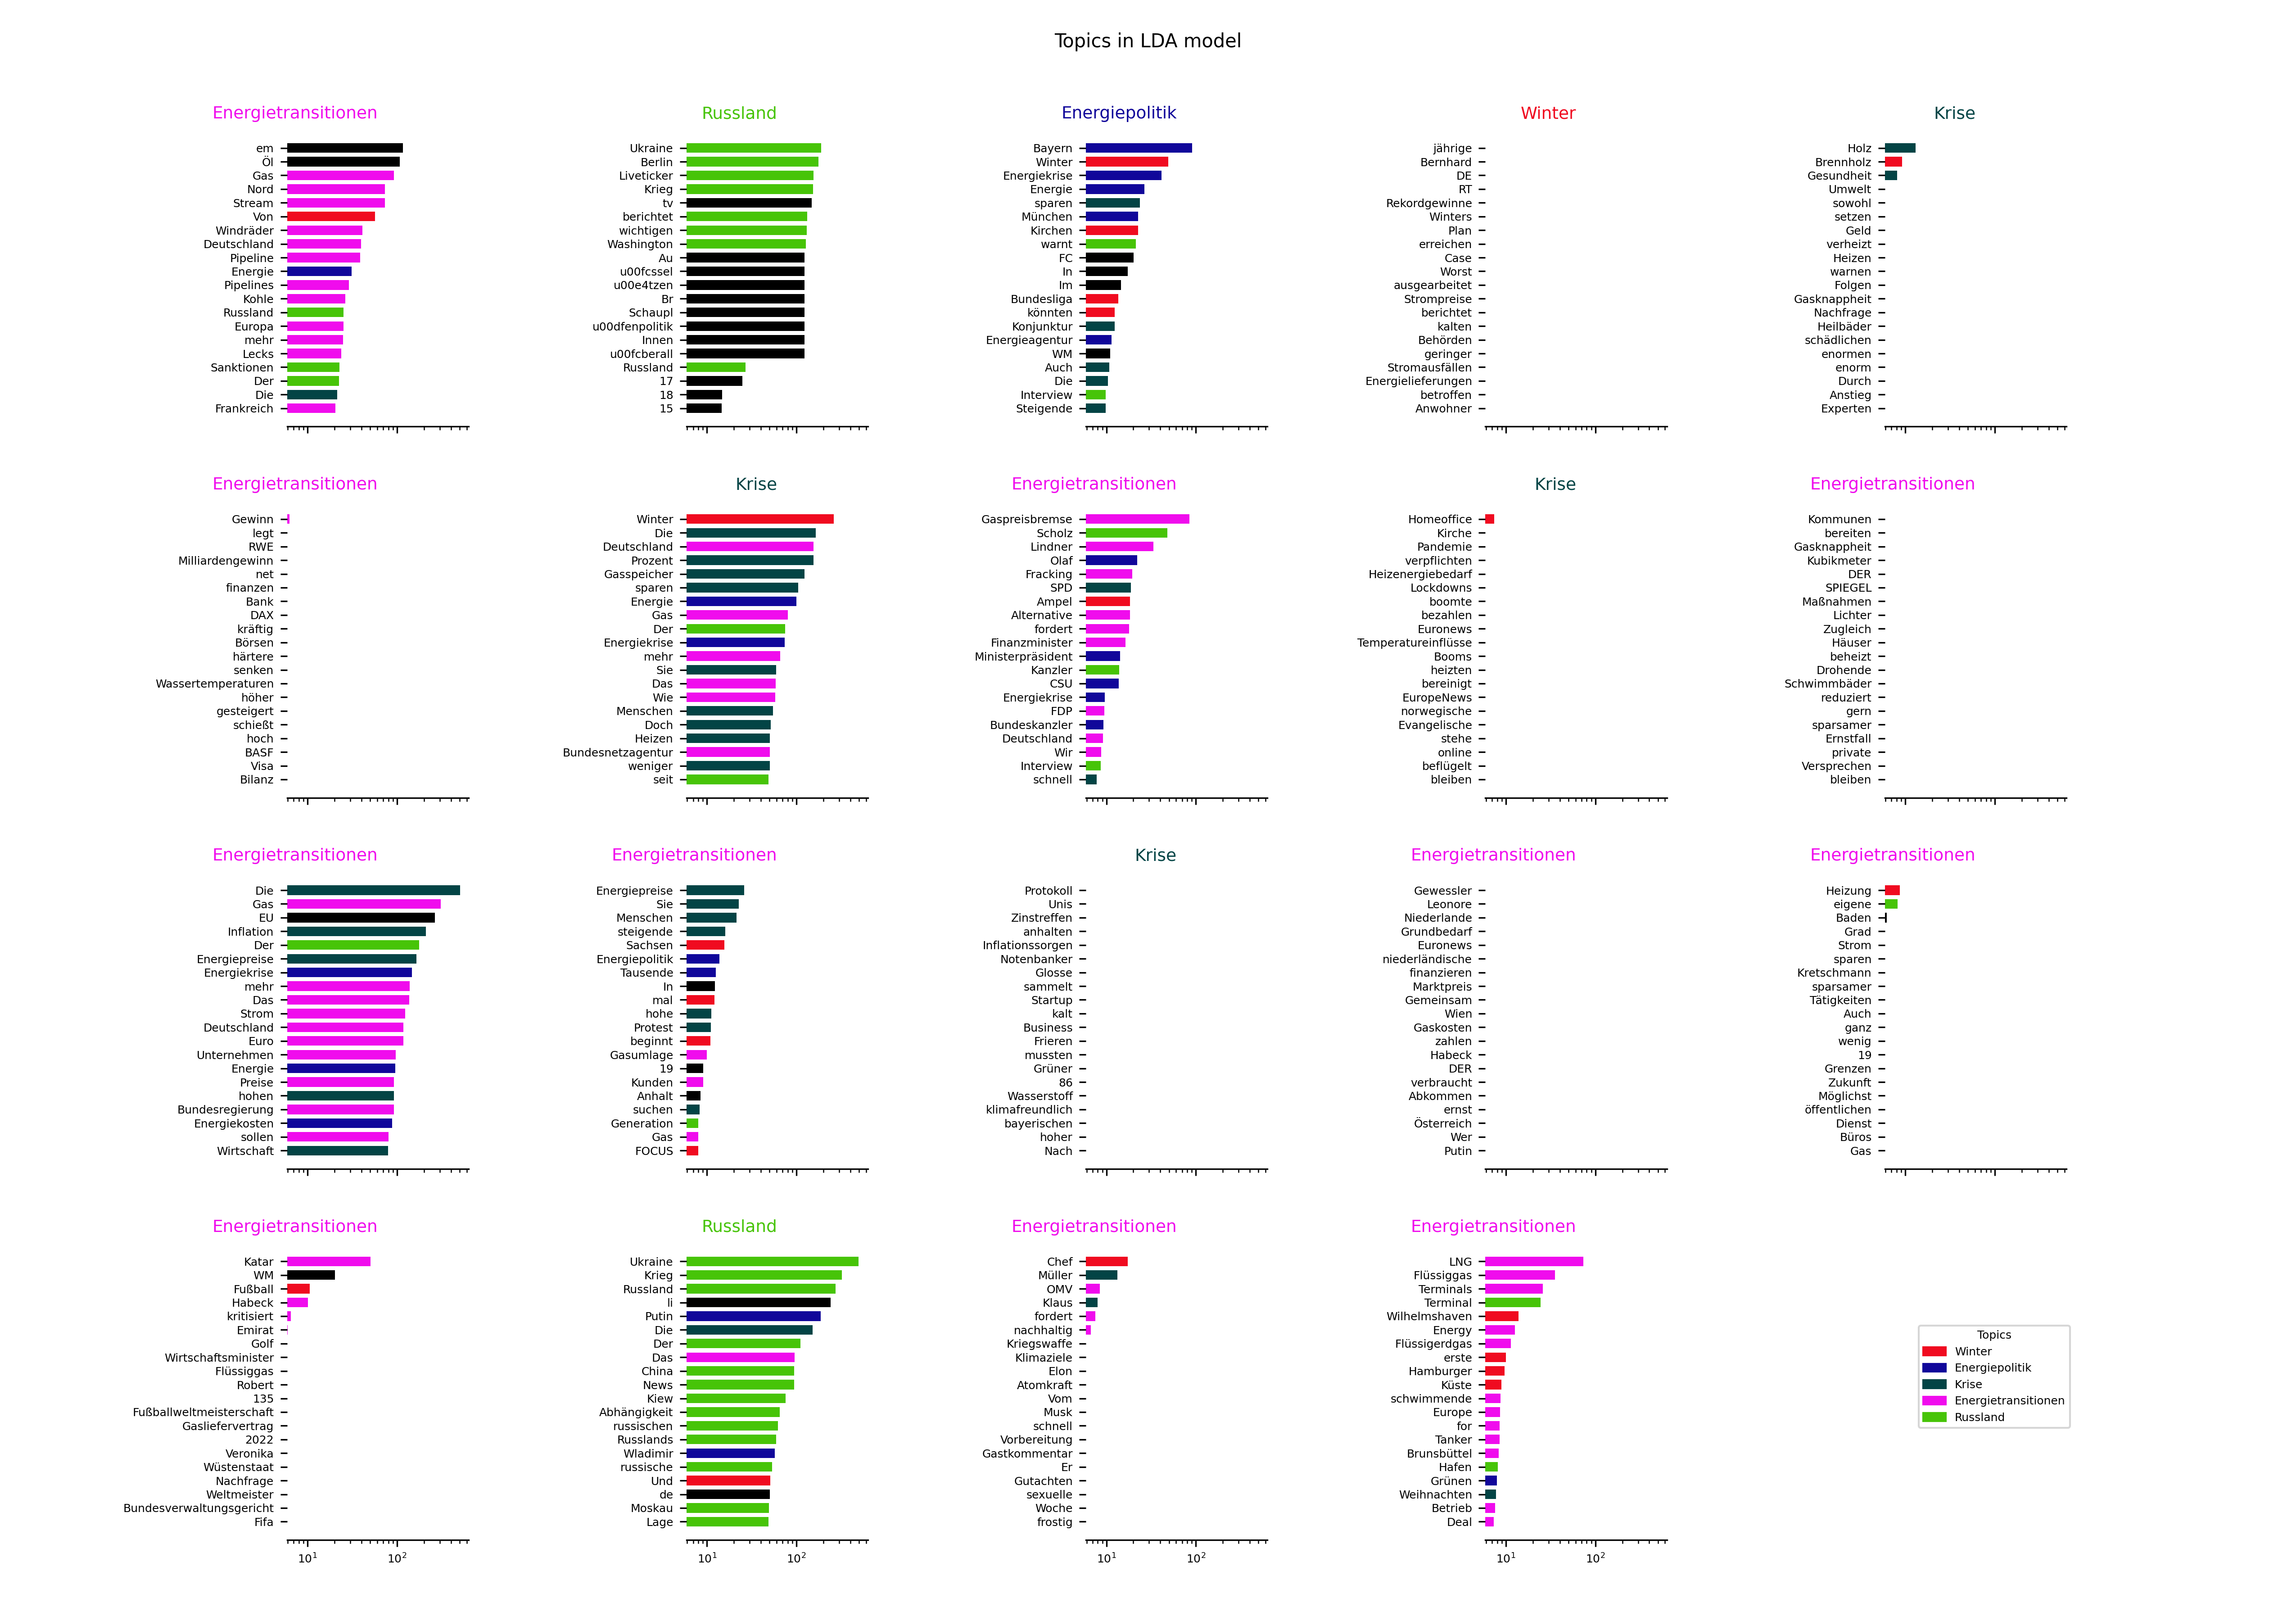 Topics in LDA model
Energietransitionen
em
Öl
Gas
Nord
Stream
Von
Windräder
Deutschland
Pipeline
Energie
Pipelines
Kohle
Russland
Europa
mehr
Lecks
Sanktionen
Der
Die
Frankreich
Russland
Ukraine
Berlin
Liveticker
Krieg
tv
berichtet
wichtigen
Washington
Au
u00fcssel
u00e4tzen
Br
Schaupl
u00dfenpolitik
Innen
u00fcberall
Russland
17
18
15
Energiepolitik
Bayern
Winter
Energiekrise
Energie
sparen
München
Kirchen
warnt
FC
In
Im
Bundesliga
könnten
Konjunktur
Energieagentur
WM
Auch
Die
Interview
Steigende
Winter
jährige
Bernhard
DE
RT
Rekordgewinne
Winters
Plan
erreichen
Case
Worst
ausgearbeitet
Strompreise
berichtet
kalten
Behörden
geringer
Stromausfällen
Energielieferungen
betroffen
Anwohner
Krise
Holz
Brennholz
Gesundheit
Umwelt
sowohl
setzen
Geld
verheizt
Heizen
warnen
Folgen
Gasknappheit
Nachfrage
Heilbäder
schädlichen
enormen
enorm
Durch
Anstieg
Experten
Energietransitionen
Gewinn
legt
RWE
Milliardengewinn
net
finanzen
Bank
DAX
kräftig
Börsen
härtere
senken
Wassertemperaturen
höher
gesteigert
schießt
hoch
BASF
Visa
Bilanz
Krise
Winter
Die
Deutschland
Prozent
Gasspeicher
sparen
Energie
Gas
Der
Energiekrise
mehr
Sie
Das
Wie
Menschen
Doch
Heizen
Bundesnetzagentur
weniger
seit
Energietransitionen
Gaspreisbremse
Scholz
Lindner
Olaf
Fracking
SPD
Ampel
Alternative
fordert
Finanzminister
Ministerpräsident
Kanzler
CSU
Energiekrise
FDP
Bundeskanzler
Deutschland
Wir
Interview
schnell
Krise
Homeoffice
Kirche
Pandemie
verpflichten
Heizenergiebedarf
Lockdowns
boomte
bezahlen
Euronews
Temperatureinflüsse
Booms
heizten
bereinigt
EuropeNews
norwegische
Evangelische
stehe
online
beflügelt
bleiben
Energietransitionen
Kommunen
bereiten
Gasknappheit
Kubikmeter
DER
SPIEGEL
Maßnahmen
Lichter
Zugleich
Häuser
beheizt
Drohende
Schwimmbäder
reduziert
gern
sparsamer
Ernstfall
private
Versprechen
bleiben
Energietransitionen
Die
Gas
EU
Inflation
Der
Energiepreise
Energiekrise
mehr
Das
Strom
Deutschland
Euro
Unternehmen
Energie
Preise
hohen
Bundesregierung
Energiekosten
sollen
Wirtschaft
Energietransitionen
Energiepreise
Sie
Menschen
steigende
Sachsen
Energiepolitik
Tausende
In
mal
hohe
Protest
beginnt
Gasumlage
19
Kunden
Anhalt
suchen
Generation
Gas
FOCUS
Krise
Protokoll
Unis
Zinstreffen
anhalten
Inflationssorgen
Notenbanker
Glosse
sammelt
Startup
kalt
Business
Frieren
mussten
Grüner
86
Wasserstoff
klimafreundlich
bayerischen
hoher
Nach
Energietransitionen
Gewessler
Leonore
Niederlande
Grundbedarf
Euronews
niederländische
finanzieren
Marktpreis
Gemeinsam
Wien
Gaskosten
zahlen
Habeck
DER
verbraucht
Abkommen
ernst
Österreich
Wer
Putin
Energietransitionen
Heizung
eigene
Baden
Grad
Strom
sparen
Kretschmann
sparsamer
Tätigkeiten
Auch
ganz
wenig
19
Grenzen
Zukunft
Möglichst
öffentlichen
Dienst
Büros
Gas
Energietransitionen
Katar
WM
Fußball
Habeck
kritisiert
Emirat
Golf
Wirtschaftsminister
Flüssiggas
Robert
135
Fußballweltmeisterschaft
Gasliefervertrag
2022
Veronika
Wüstenstaat
Nachfrage
Weltmeister
Bundesverwaltungsgericht
Fifa
10¹ 10²
Russland
Ukraine
Krieg
Russland
li
Putin
Die
Der
Das
China
News
Kiew
Abhängigkeit
russischen
Russlands
Wladimir
russische
Und
de
Moskau
Lage
10¹ 10²
Energietransitionen
Chef
Müller
OMV
Klaus
fordert
nachhaltig
Kriegswaffe
Klimaziele
Elon
Atomkraft
Vom
Musk
schnell
Vorbereitung
Gastkommentar
Er
Gutachten
sexuelle
Woche
frostig
10¹ 10²
Energietransitionen
LNG
Flüssiggas
Terminals
Terminal
Wilhelmshaven
Energy
Flüssigerdgas
erste
Hamburger
Küste
schwimmende
Europe
for
Tanker
Brunsbüttel
Hafen
Grünen
Weihnachten
Betrieb
Deal
10¹ 10²
Topics
Winter
Energiepolitik
Krise
Energietransitionen
Russland